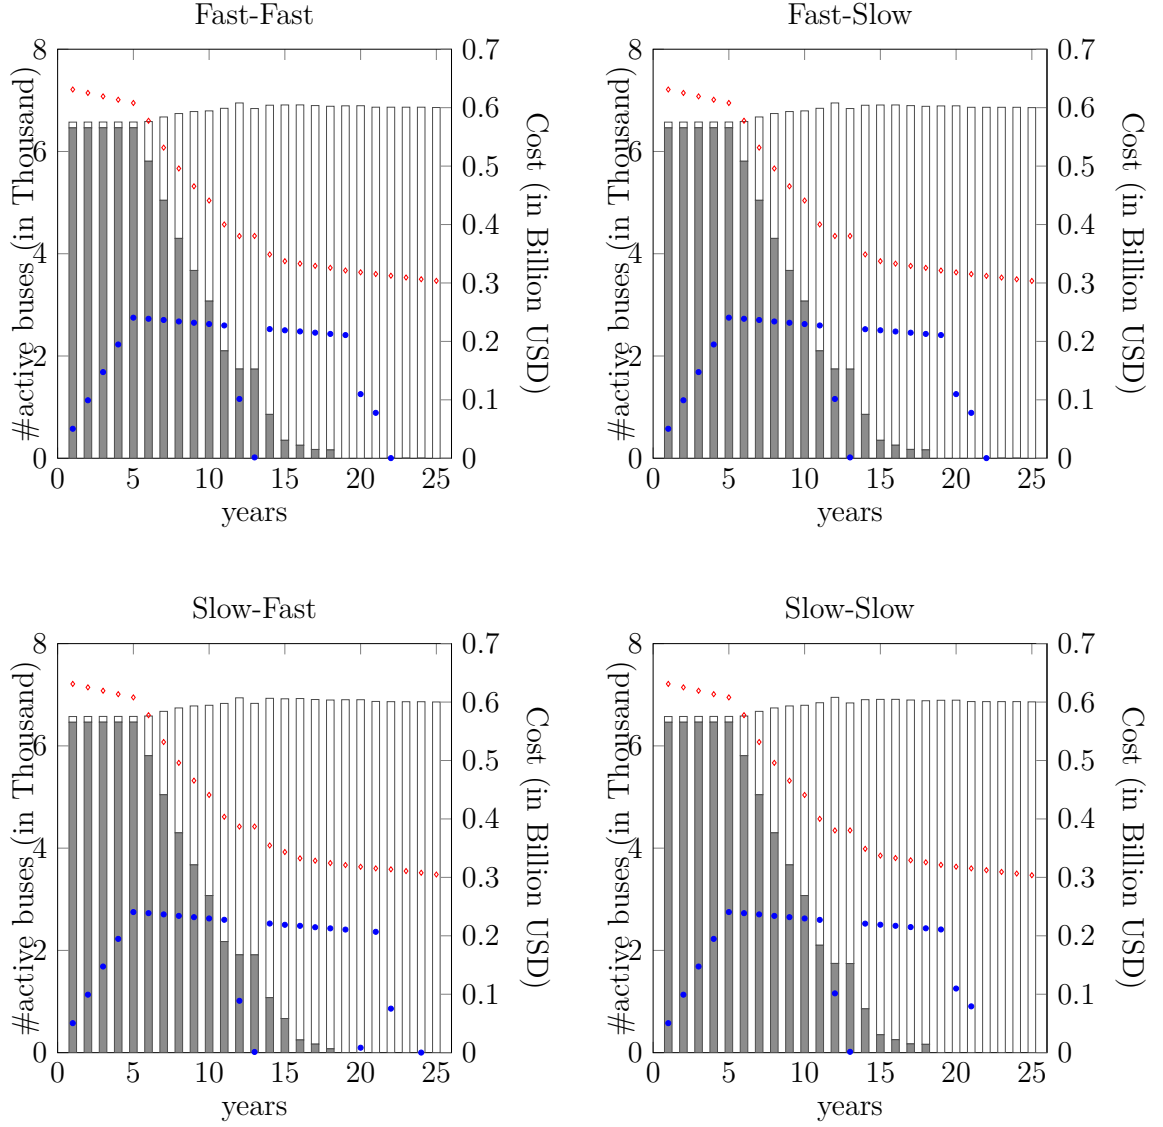 Fast-Fast
8
6
4
2
0
#active buses (in Thousand)
0.7
0.6
0.5
0.4
0.3
0.2
0.1
0
Cost (in Billion USD)
0 5 10 15 20 25
years
Fast-Slow
8
6
4
2
0
#active buses (in Thousand)
0.7
0.6
0.5
0.4
0.3
0.2
0.1
0
Cost (in Billion USD)
0 5 10 15 20 25
years
Slow-Fast
8
6
4
2
0
#active buses (in Thousand)
0.7
0.6
0.5
0.4
0.3
0.2
0.1
0
Cost (in Billion USD)
0 5 10 15 20 25
years
Slow-Slow
8
6
4
2
0
#active buses (in Thousand)
0.7
0.6
0.5
0.4
0.3
0.2
0.1
0
Cost (in Billion USD)
0 5 10 15 20 25
years